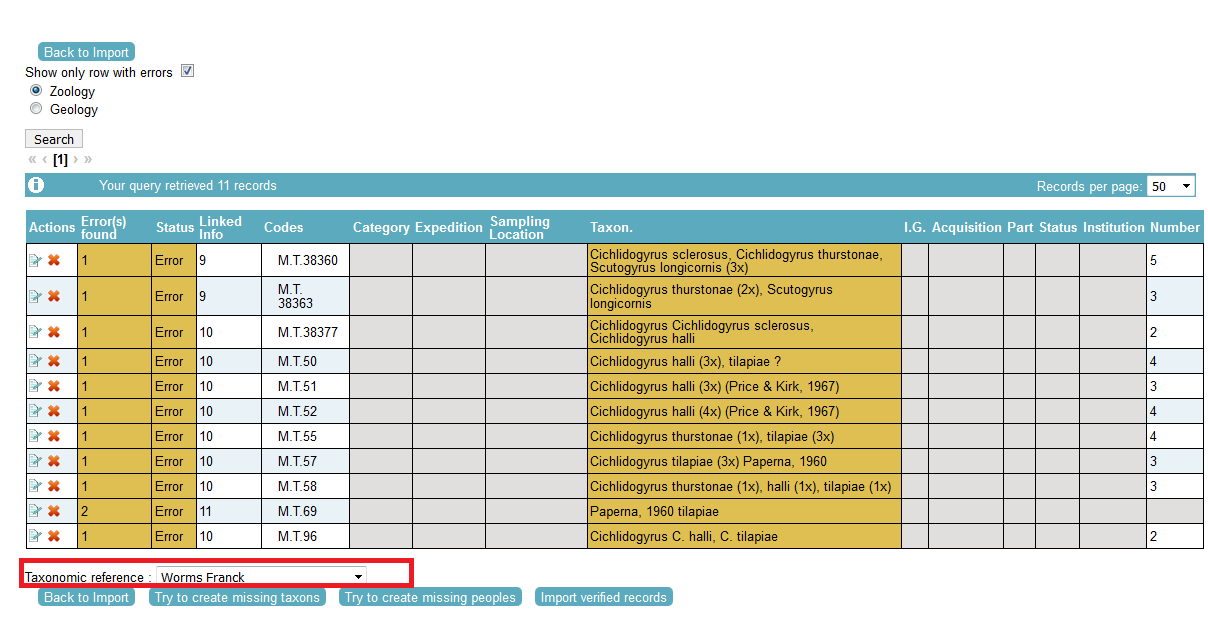 Back to Import
Show only row with errors
Zoology
Geology
Search
« ‹ [1] › »
Your query retrieved 11 records Records per page: 50
Actions Error(s) found Status Linked Info Codes Category Expedition Sampling Location Taxon. I.G. Acquisition Part Status Institution Number
1 Error 9 M.T.38360 Cichlidogyrus sclerosus, Cichlidogyrus thurstonae, Scutogyrus longicornis (3x) 5
1 Error 9 M.T. 38363 Cichlidogyrus thurstonae (2x), Scutogyrus longicornis 3
1 Error 10 M.T.38377 Cichlidogyrus Cichlidogyrus sclerosus, Cichlidogyrus halli 2
1 Error 10 M.T.50 Cichlidogyrus halli (3x), tilapiae ? 4
1 Error 10 M.T.51 Cichlidogyrus halli (3x) (Price & Kirk, 1967) 3
1 Error 10 M.T.52 Cichlidogyrus halli (4x) (Price & Kirk, 1967) 4
1 Error 10 M.T.55 Cichlidogyrus thurstonae (1x), tilapiae (3x) 4
1 Error 10 M.T.57 Cichlidogyrus tilapiae (3x) Paperna, 1960 3
1 Error 10 M.T.58 Cichlidogyrus thurstonae (1x), halli (1x), tilapiae (1x) 3
2 Error 11 M.T.69 Paperna, 1960 tilapiae
1 Error 10 M.T.96 Cichlidogyrus C. halli, C. tilapiae 2
Taxonomic reference : Worms Franck
Back to Import Try to create missing taxons Try to create missing peoples Import verified records